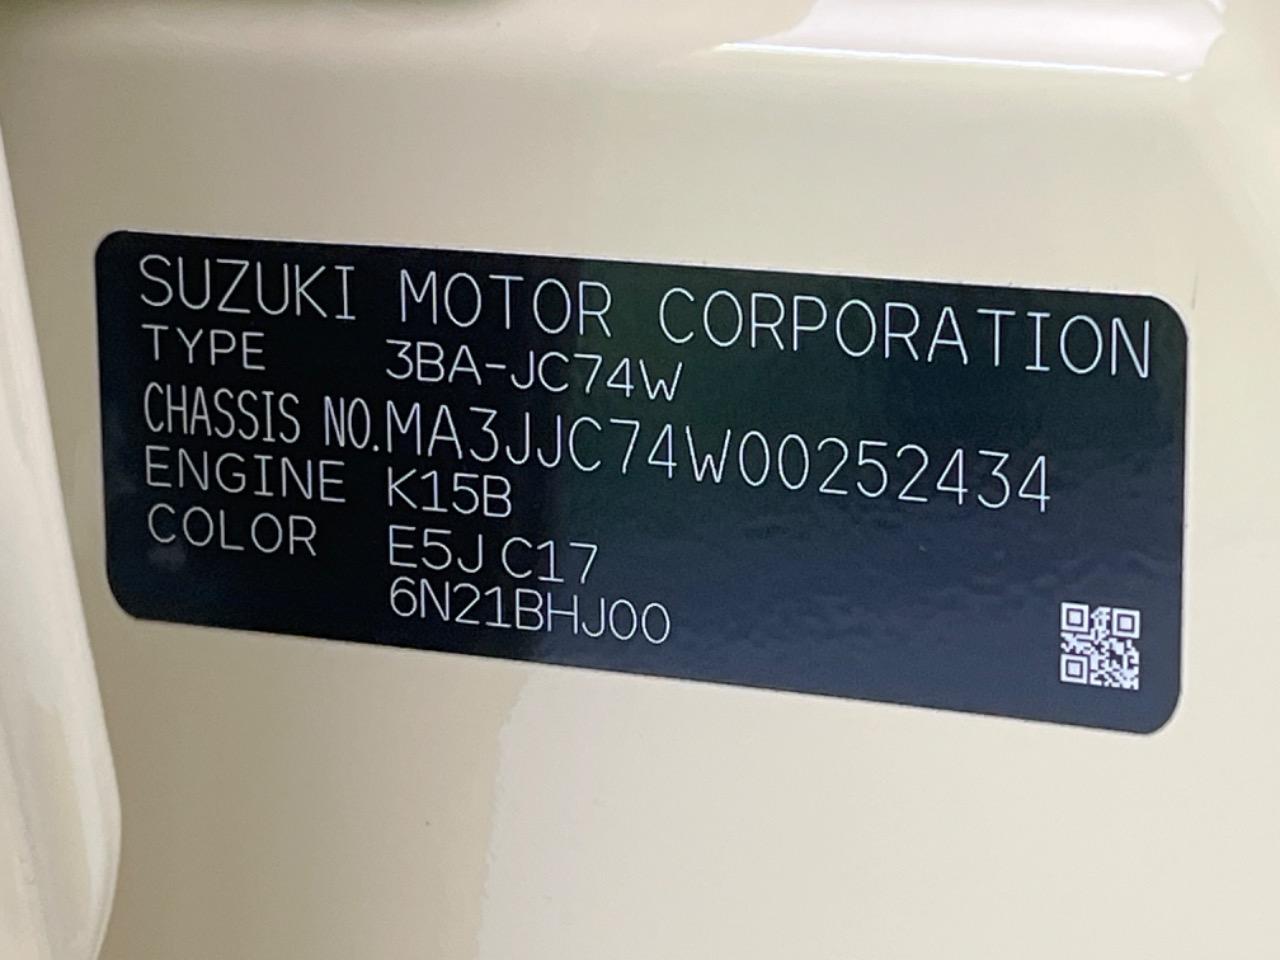 SUZUKI MOTOR CORPORATION
TYPE 3BA-JC74W
CHASSIS NO.MA3JJC74W00252434
ENGINE K15B
COLOR E5J C17
6N21BHJ00